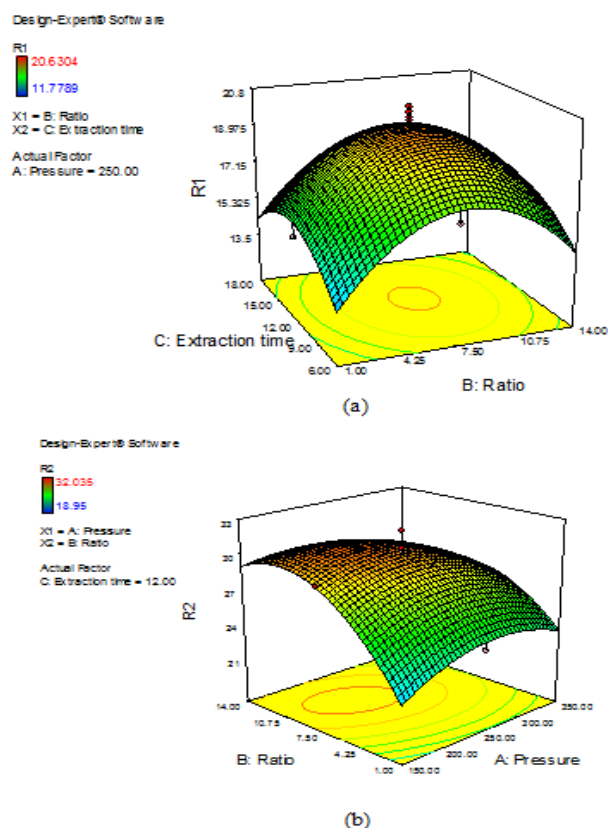 Design-Expert® Software
R1
20.6304
11.7789
X1 = B: Ratio
X2 = C: Extraction time
Actual Factor
A: Pressure = 250.00
R1
20.8
18.975
17.15
15.325
13.5
18.00
15.00
12.00
9.00
6.00
C: Extraction time
1.00
4.25
7.50
10.75
14.00
B: Ratio
(a)
Design-Expert® Software
R2
32.035
18.95
X1 = A: Pressure
X2 = B: Ratio
Actual Factor
C: Extraction time = 12.00
R2
33
30
27
24
21
14.00
10.75
7.50
4.25
1.00
B: Ratio
150.00
200.00
250.00
300.00
350.00
A: Pressure
(b)